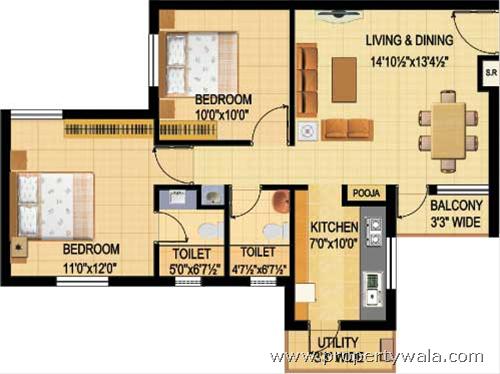 LIVING & DINING
14'10½"x13'4½"
S.R
BEDROOM
10'0"x10'0"
POOJA
BALCONY
3'3" WIDE
KITCHEN
7'0"x10'0"
BEDROOM
11'0"x12'0"
TOILET
5'0"x6'7½"
TOILET
4'7½"x6'7½"
UTILITY
WIDE
www.propertywala.com